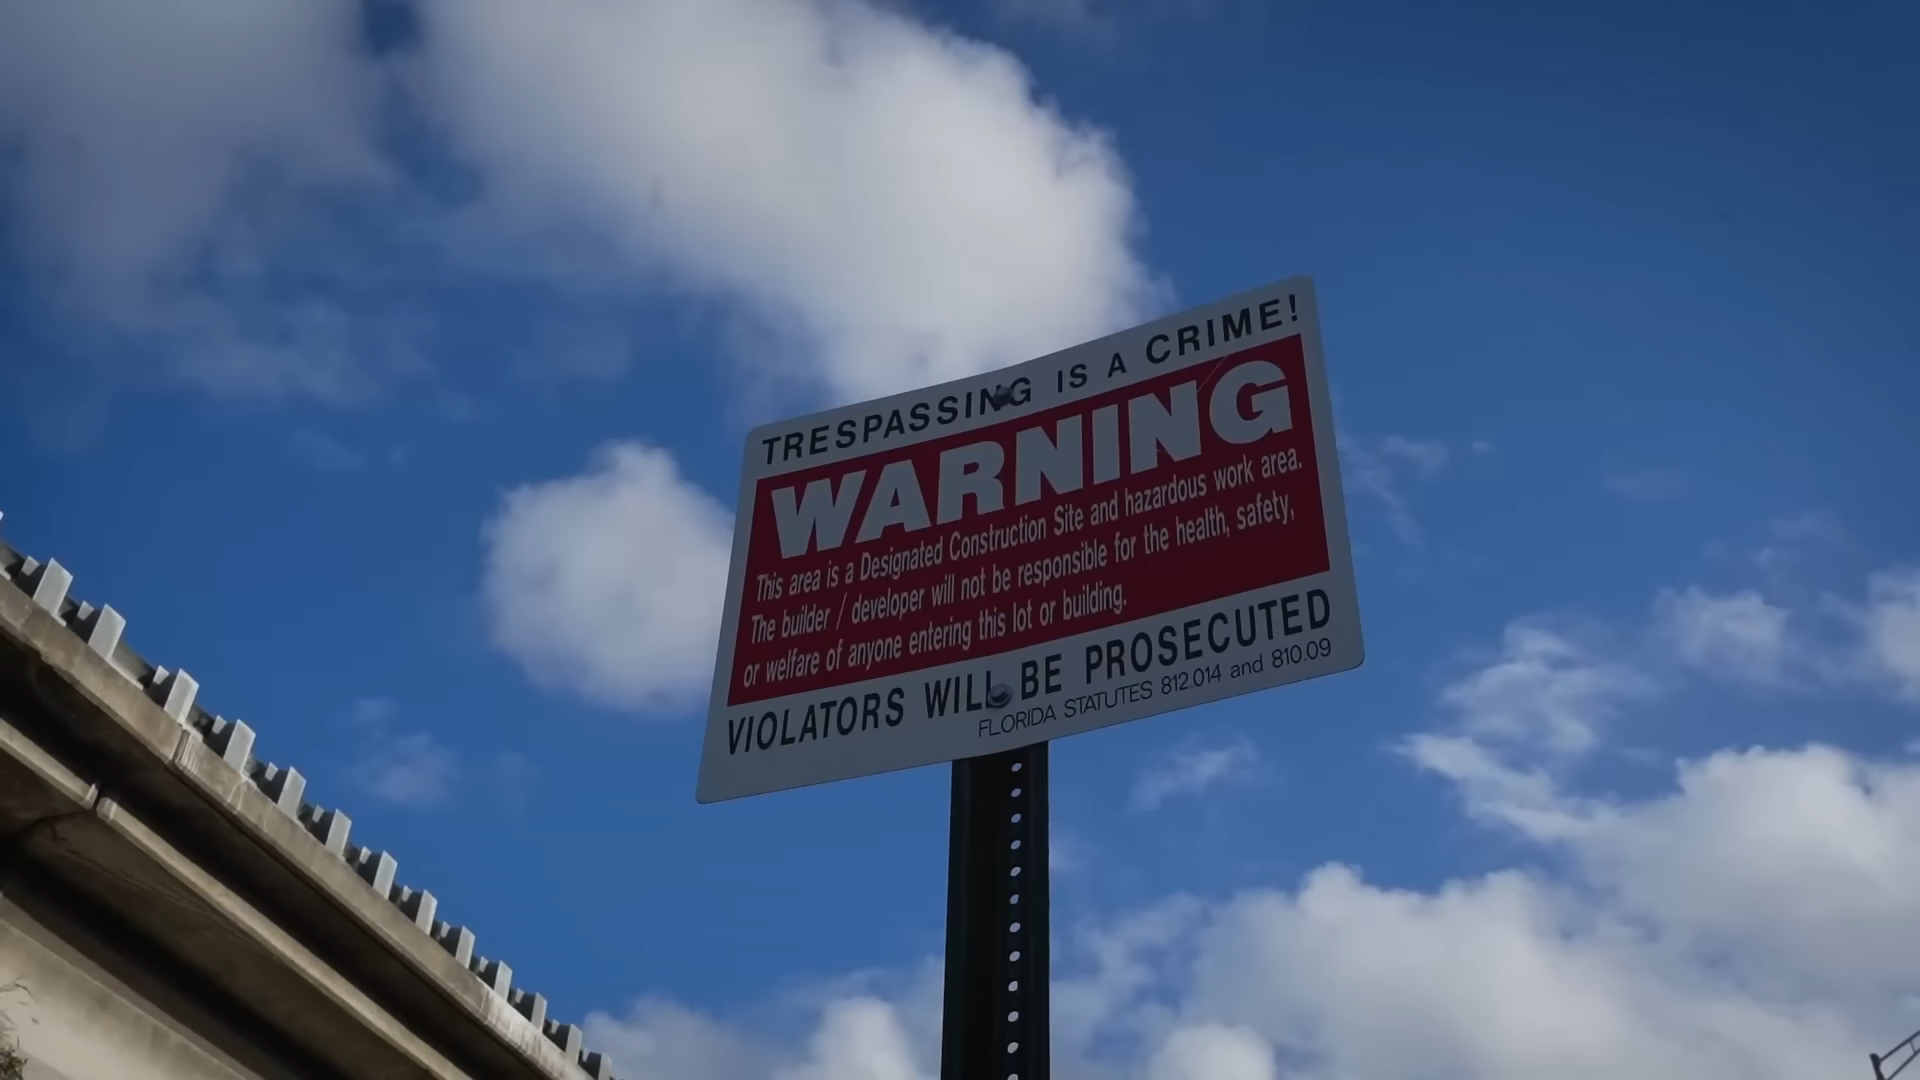 TRESPASSING IS A CRIME!
WARNING
This area is a Designated Construction Site and hazardous work area.
The builder / developer will not be responsible for the health, safety,
or welfare of anyone entering this lot or building.
VIOLATORS WILL BE PROSECUTED
FLORIDA STATUTES 812.014 and 810.09